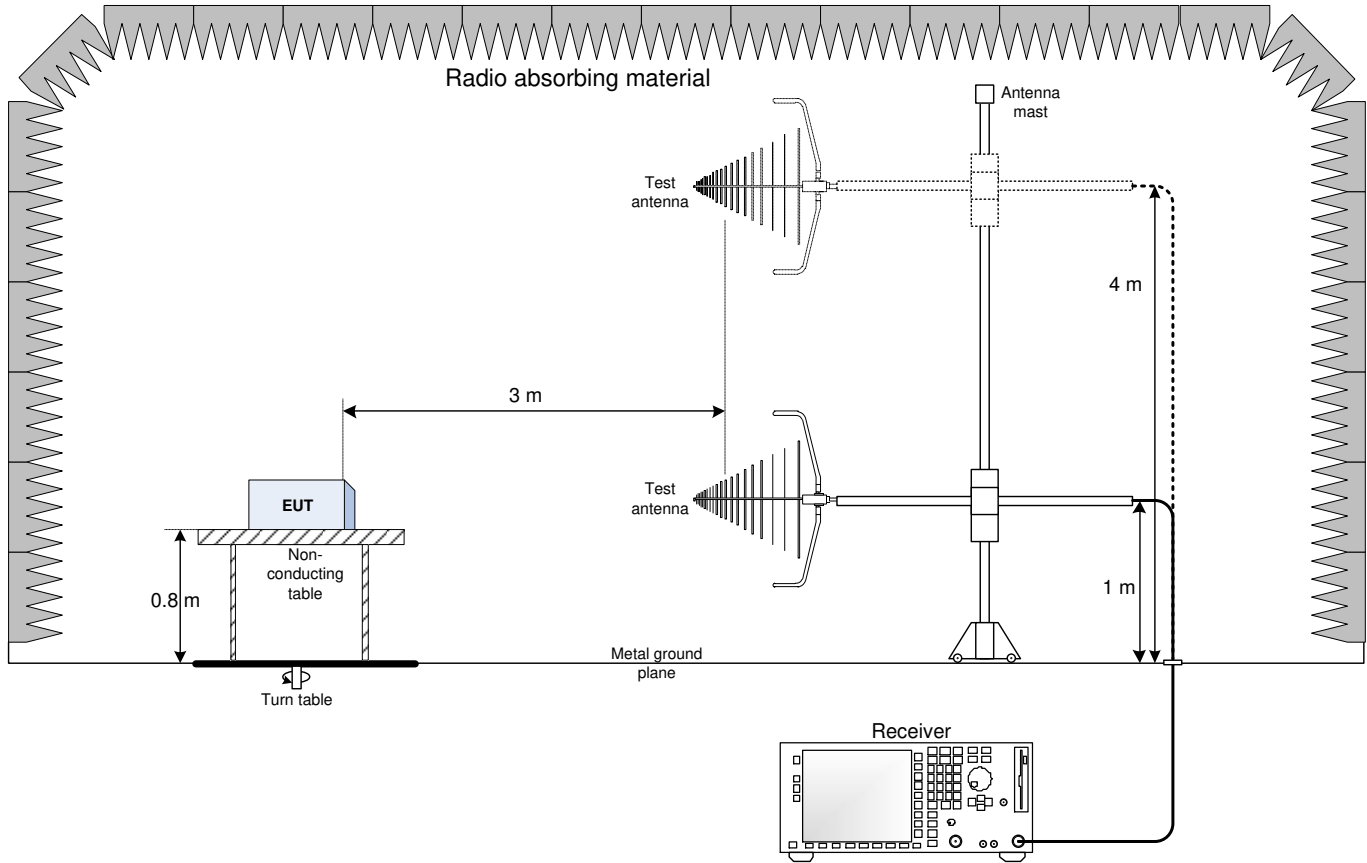 Radio absorbing material
Antenna
mast
Test
antenna
4 m
3 m
Test
antenna
EUT
Non-
conducting
table
0.8 m
1 m
Metal ground
plane
Turn table
Receiver